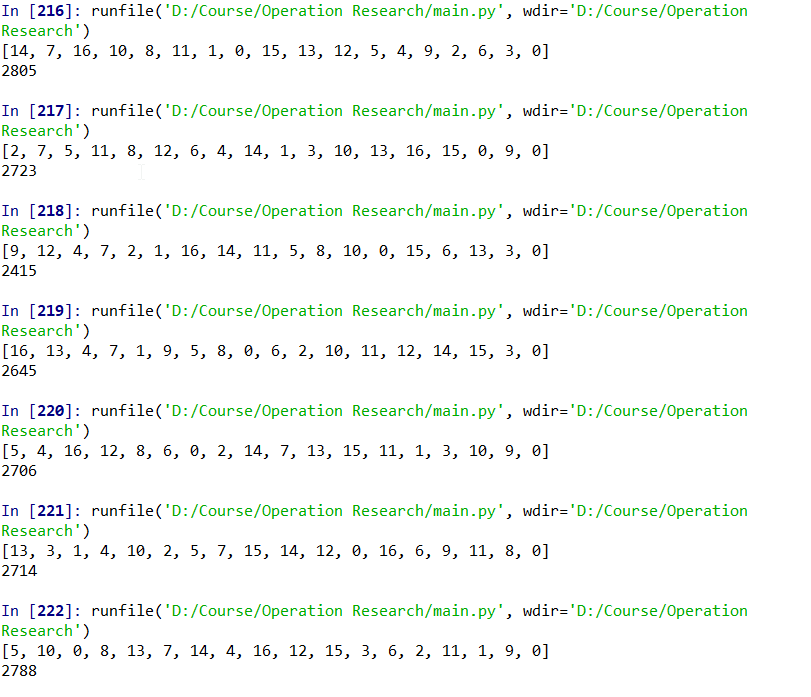 In [216]: runfile('D:/Course/Operation Research/main.py', wdir='D:/Course/Operation
Research')
[14, 7, 16, 10, 8, 11, 1, 0, 15, 13, 12, 5, 4, 9, 2, 6, 3, 0]
2805
In [217]: runfile('D:/Course/Operation Research/main.py', wdir='D:/Course/Operation
Research')
[2, 7, 5, 11, 8, 12, 6, 4, 14, 1, 3, 10, 13, 16, 15, 0, 9, 0]
2723
In [218]: runfile('D:/Course/Operation Research/main.py', wdir='D:/Course/Operation
Research')
[9, 12, 4, 7, 2, 1, 16, 14, 11, 5, 8, 10, 0, 15, 6, 13, 3, 0]
2415
In [219]: runfile('D:/Course/Operation Research/main.py', wdir='D:/Course/Operation
Research')
[16, 13, 4, 7, 1, 9, 5, 8, 0, 6, 2, 10, 11, 12, 14, 15, 3, 0]
2645
In [220]: runfile('D:/Course/Operation Research/main.py', wdir='D:/Course/Operation
Research')
[5, 4, 16, 12, 8, 6, 0, 2, 14, 7, 13, 15, 11, 1, 3, 10, 9, 0]
2706
In [221]: runfile('D:/Course/Operation Research/main.py', wdir='D:/Course/Operation
Research')
[13, 3, 1, 4, 10, 2, 5, 7, 15, 14, 12, 0, 16, 6, 9, 11, 8, 0]
2714
In [222]: runfile('D:/Course/Operation Research/main.py', wdir='D:/Course/Operation
Research')
[5, 10, 0, 8, 13, 7, 14, 4, 16, 12, 15, 3, 6, 2, 11, 1, 9, 0]
2788